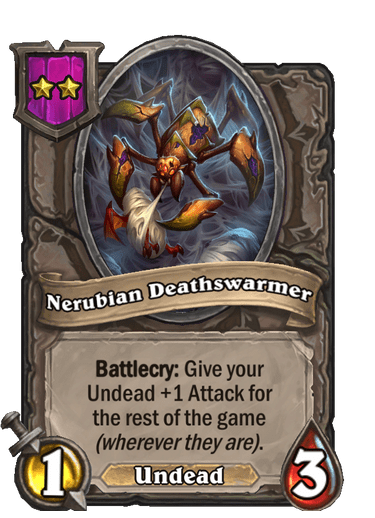 Nerubian Deathswarmer
Battlecry: Give your
Undead +1 Attack for
the rest of the game
(wherever they are).
1
Undead
3